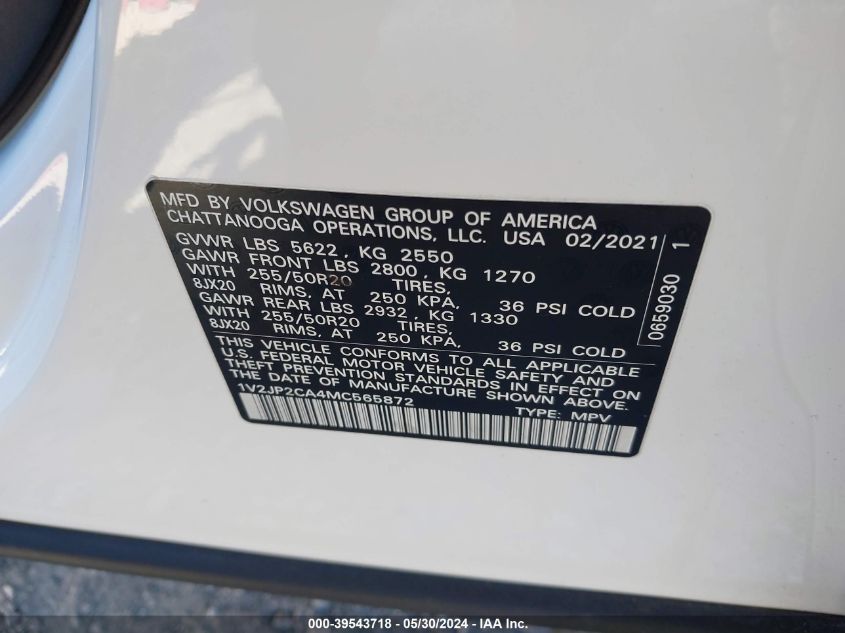 MFD BY VOLKSWAGEN GROUP OF AMERICA
CHATTANOOGA OPERATIONS, LLC. USA 02/2021
GVWR LBS 5622, KG 2550
GAWR FRONT LBS 2800, KG 1270
WITH 255/50R20 TIRES,
8JX20 RIMS, AT 250 KPA, 36 PSI COLD
GAWR REAR LBS 2932, KG 1330
WITH 255/50R20 TIRES,
8JX20 RIMS, AT 250 KPA, 36 PSI COLD
THIS VEHICLE CONFORMS TO ALL APPLICABLE
U.S. FEDERAL MOTOR VEHICLE SAFETY AND
THEFT PREVENTION STANDARDS IN EFFECT ON
THE DATE OF MANUFACTURE SHOWN ABOVE.
1V2JP2CA4MC565872 TYPE: MPV
0659030 1
000-39543718 - 05/30/2024 - IAA Inc.